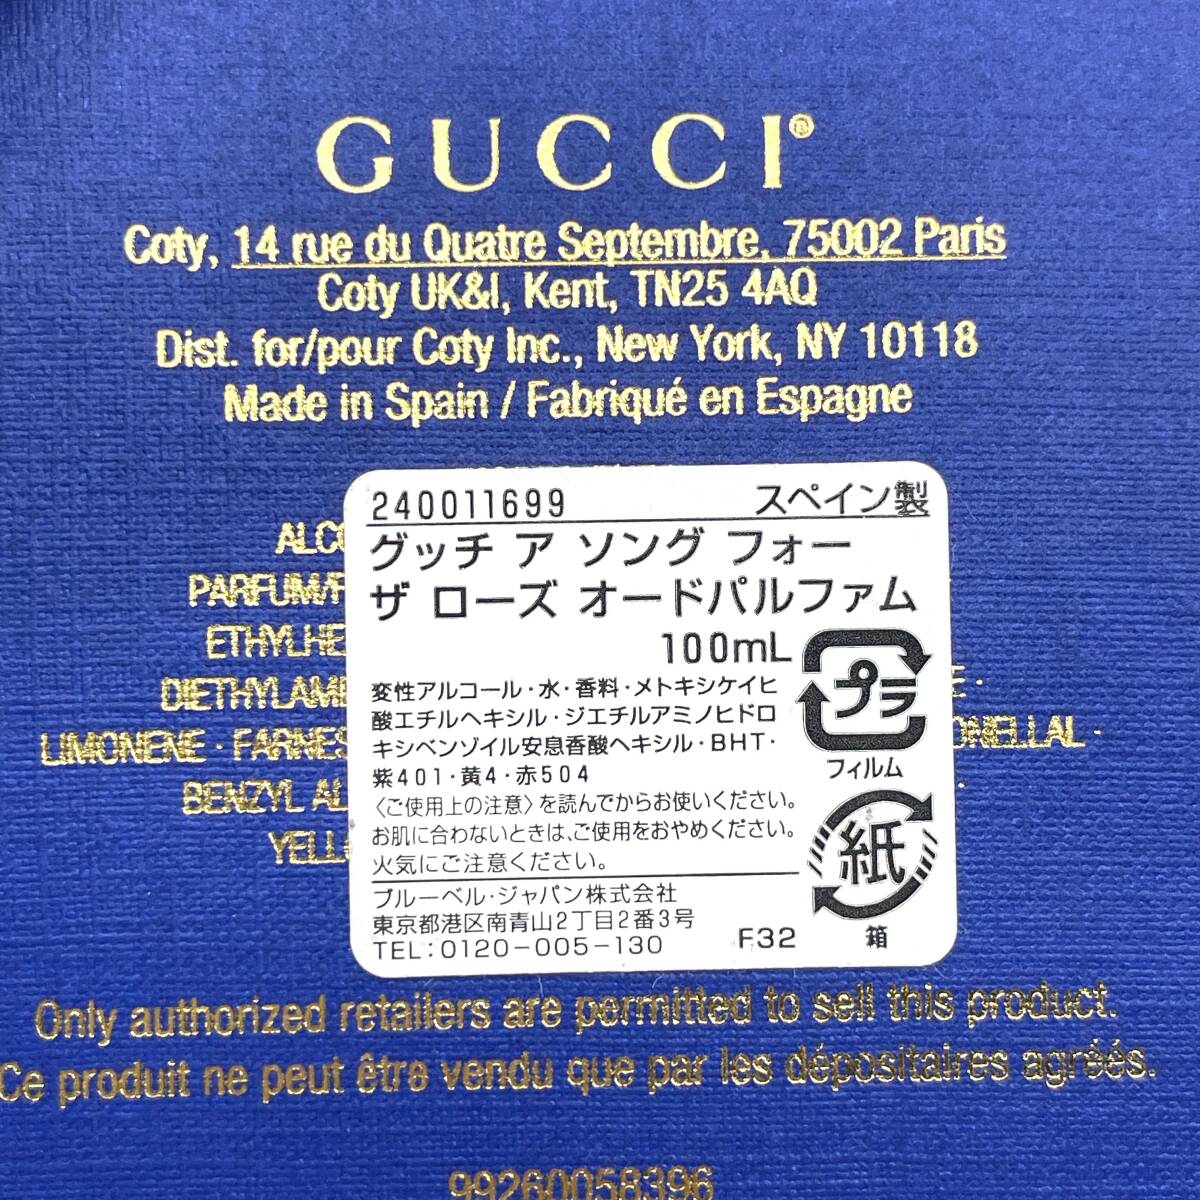 GUCCI®
Coty, 14 rue du Quatre Septembre, 75002 Paris
Coty UK&I, Kent, TN25 4AQ
Dist. for/pour Coty Inc., New York, NY 10118
Made in Spain / Fabriqué en Espagne
240011699 スペイン製
グッチ ア ソング フォー
ザ ローズ オードパルファム
100mL
変性アルコール・水・香料・メトキシケイヒ
酸エチルヘキシル・ジエチルアミノヒドロ
キシベンゾイル安息香酸ヘキシル・BHT・
紫401・黄4・赤504
〈ご使用上の注意〉を読んでからお使いください。
お肌に合わないときは、ご使用をおやめください。
火気にご注意ください。
ブルーベル・ジャパン株式会社
東京都港区南青山2丁目2番3号
TEL:0120-005-130
F32
プラ
フィルム
紙
箱
LIMONENE ·
BENZYL
Only authorized retailers are permitted to sell this product.
Ce produit ne peut être vendu que par les dépositaires agréés.
99260058396